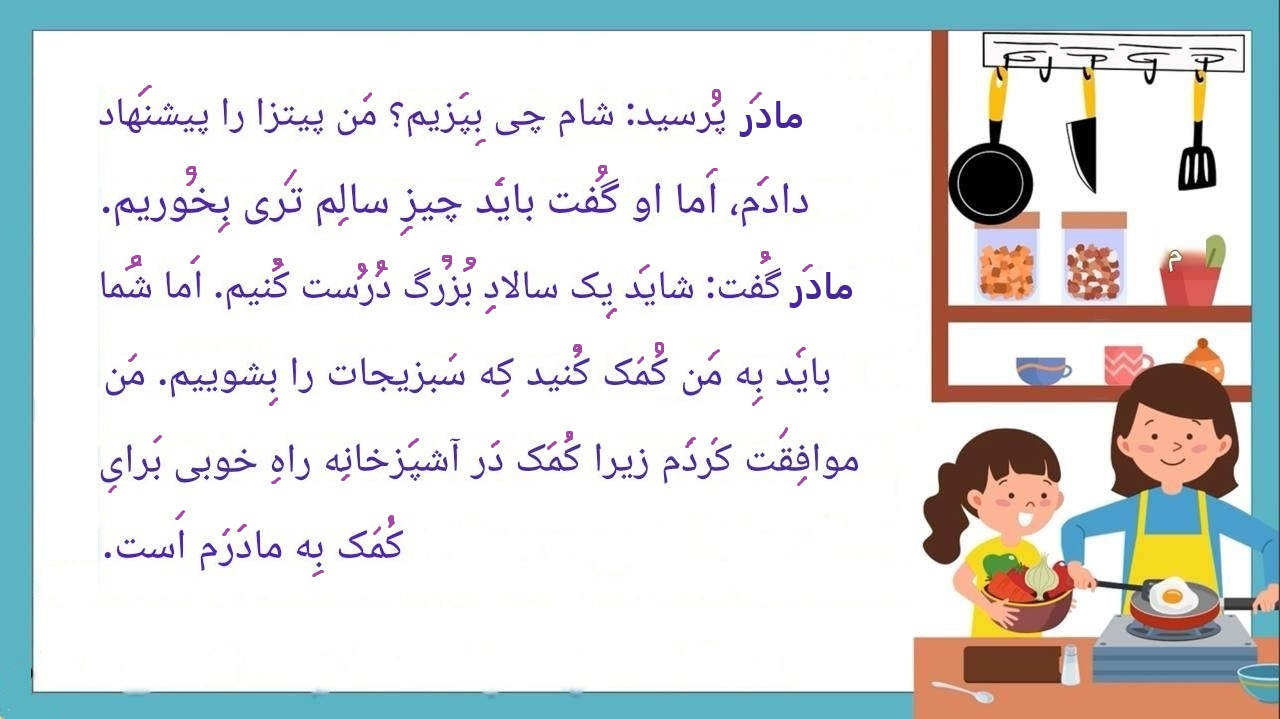 مادَر پُرسید: شام چی بِپَزیم؟ مَن پیتزا را پیشنَهاد
دادَم، اَما او گُفت بایَد چیزِ سالِم تَری بِخُوریم.
مادَر گُفت: شایَد یِک سالادِ بُزُرگ دُرُست کُنیم. اَما شُما
بایَد بِه مَن کُمَک کُنید کِه سَبزیجات را بِشوییم. مَن
موافِقَت کَردَم زیرا کُمَک دَر آشپَزخانِه راهِ خوبی بَرایِ
کُمَک بِه مادَرَم اَست.
م